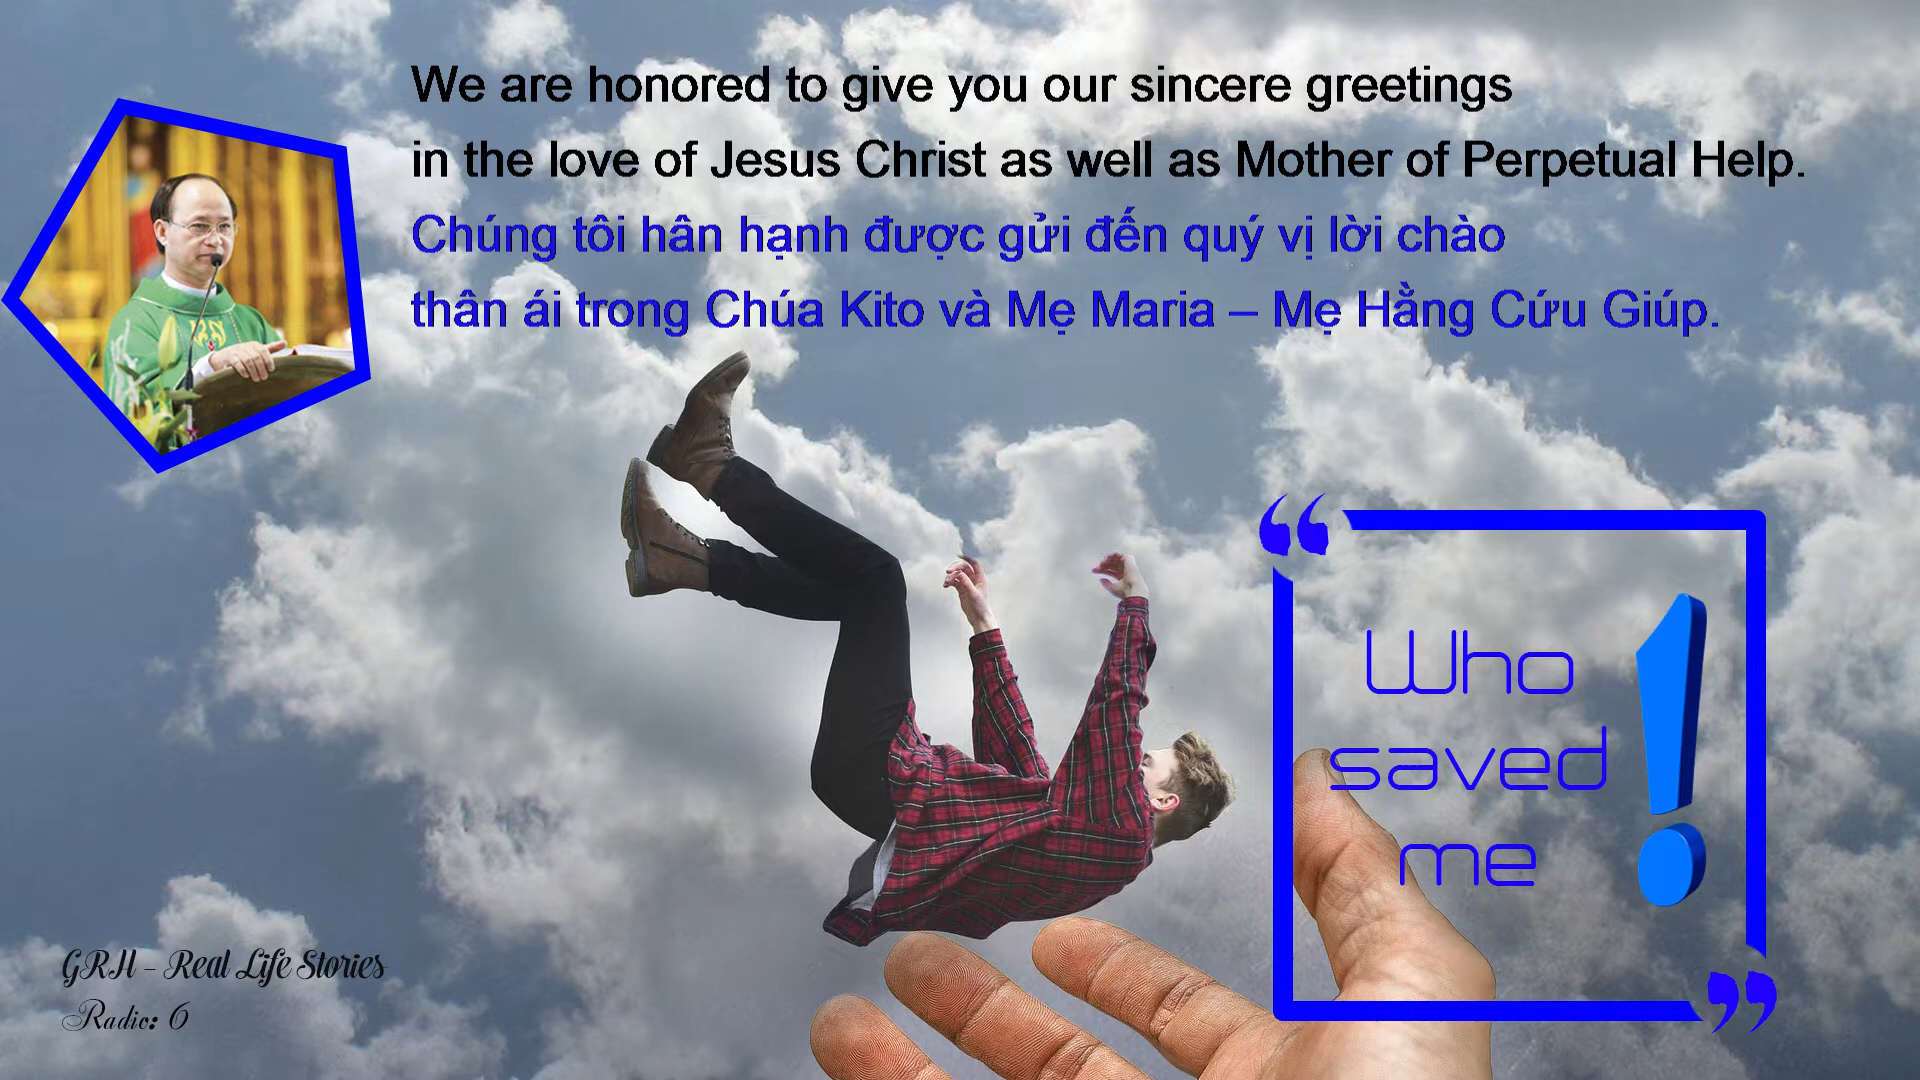 We are honored to give you our sincere greetings
in the love of Jesus Christ as well as Mother of Perpetual Help.
Chúng tôi hân hạnh được gửi đến quý vị lời chào
thân ái trong Chúa Kito và Mẹ Maria – Mẹ Hằng Cứu Giúp.
“
Who
saved
me
!
”
GRH - Real Life Stories
Radio: 6